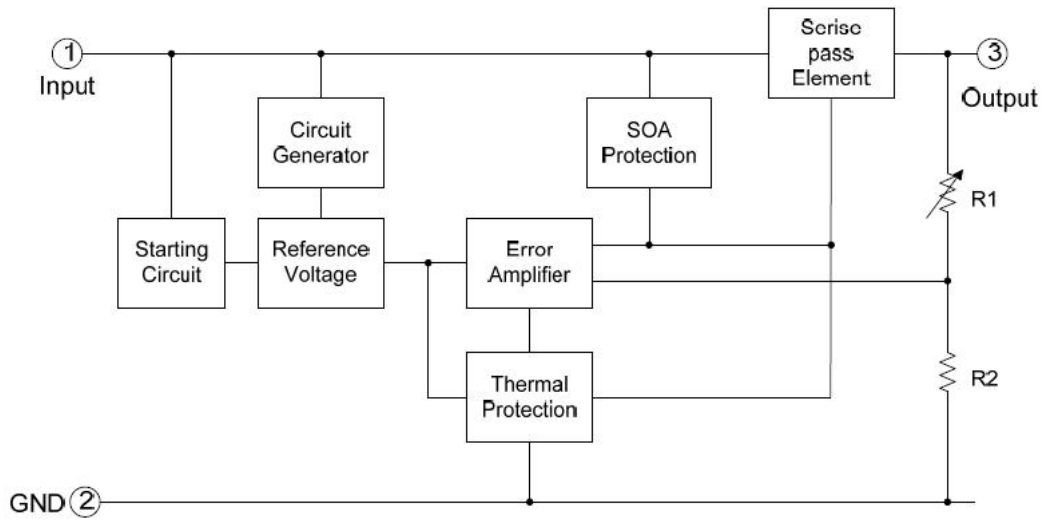 Serise
pass
Element
1
Input
3
Output
Circuit
Generator
SOA
Protection
R1
Starting
Circuit
Reference
Voltage
Error
Amplifier
Thermal
Protection
R2
GND 2